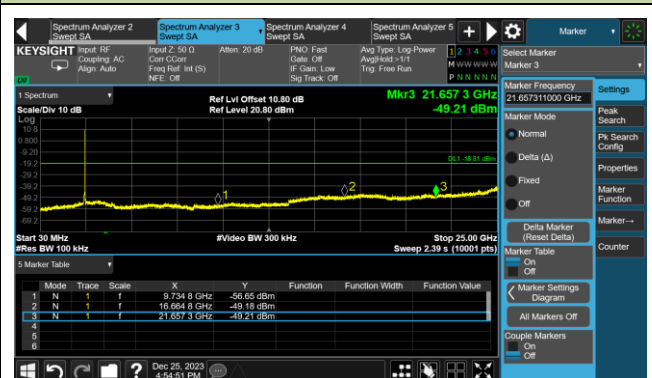 Spectrum Analyzer 2
Swept SA
Spectrum Analyzer 3
Swept SA
Spectrum Analyzer 4
Swept SA
Spectrum Analyzer 5
Swept SA
+
Marker
KEYSIGHT
Input: RF
Coupling: AC
Align: Auto
Input Z: 50 Ω
Corr CCorr
Freq Ref: Int (S)
NFE: Off
Atten: 20 dB
PNO: Fast
Gate: Off
IF Gain: Low
Sig Track: Off
Avg Type: Log-Power
Avg|Hold:>1/1
Trig: Free Run
1 2 3 4 5 6
M W W W W W
P N N N N N
Select Marker
Marker 3
1 Spectrum
Scale/Div 10 dB
Ref Lvl Offset 10.80 dB
Ref Level 20.80 dBm
Mkr3 21.657 3 GHz
-49.21 dBm
Log
10.8
0.800
-9.20
-19.2
-29.2
-39.2
-49.2
-59.2
-69.2
DL1 -18.81 dBm
1
2
3
Start 30 MHz
#Res BW 100 kHz
#Video BW 300 kHz
Stop 25.00 GHz
Sweep 2.39 s (10001 pts)
5 Marker Table
Mode Trace Scale X Y Function Function Width Function Value
1 N 1 f 9.734 8 GHz -56.65 dBm
2 N 1 f 16.664 8 GHz -49.18 dBm
3 N 1 f 21.657 3 GHz -49.21 dBm
4
5
6
Dec 25, 2023
4:54:51 PM
Marker Frequency
21.657311000 GHz
Marker Mode
Normal
Delta (Δ)
Fixed
Off
Delta Marker
(Reset Delta)
Marker Table
On
Off
Marker Settings
Diagram
All Markers Off
Couple Markers
On
Off
Settings
Peak
Search
Pk Search
Config
Properties
Marker
Function
Marker→
Counter